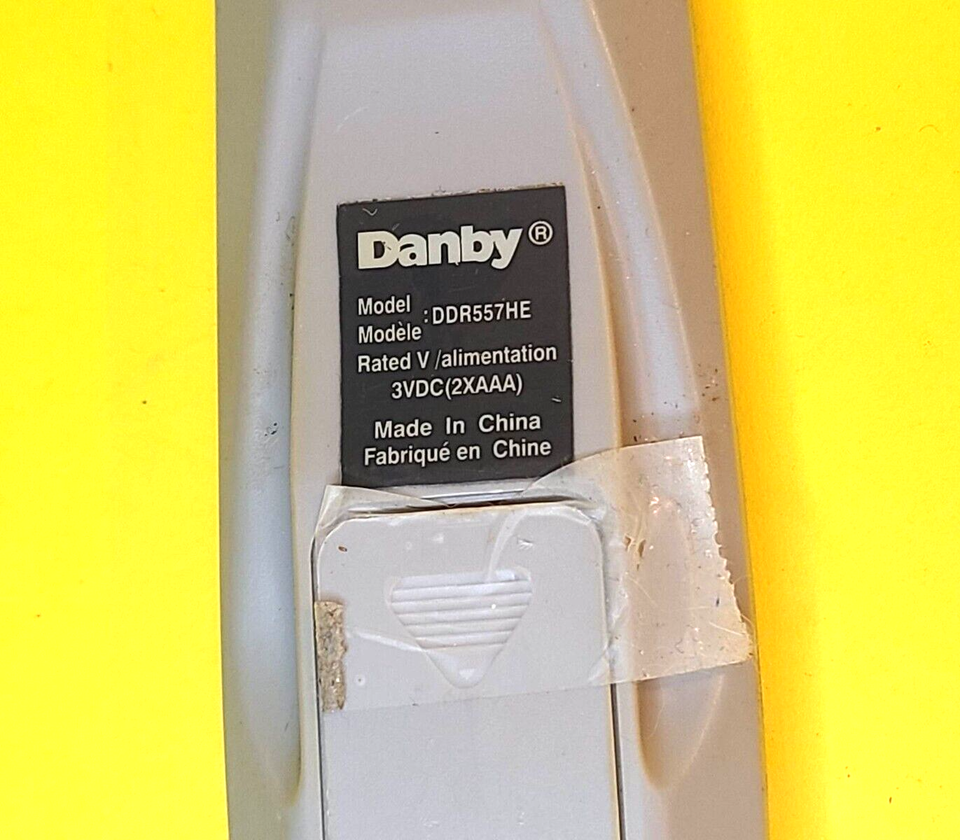 Danby®
Model
Modèle :DDR557HE
Rated V /alimentation
3VDC(2XAAA)
Made In China
Fabriqué en Chine